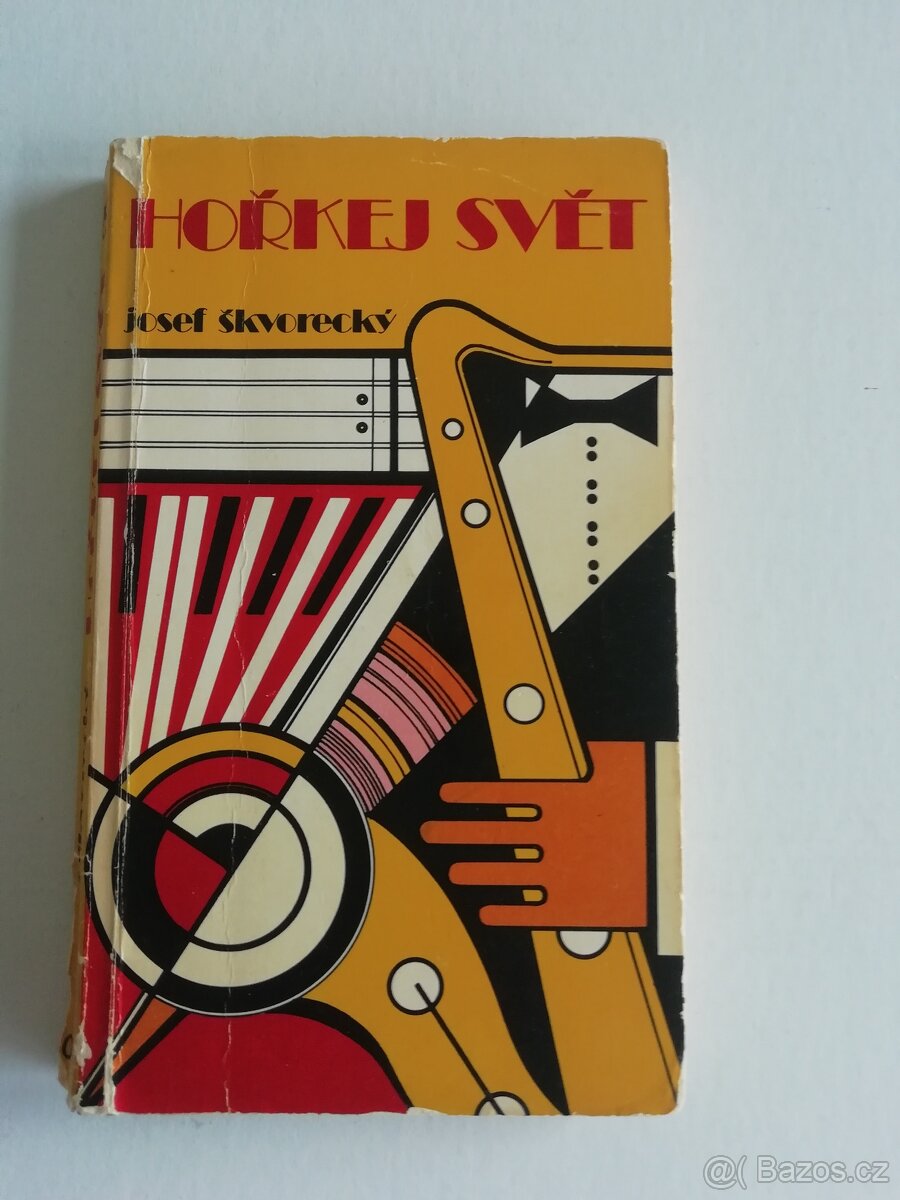 HOŘKEJ SVĚT
josef škvorecký
@( Bazos.cz